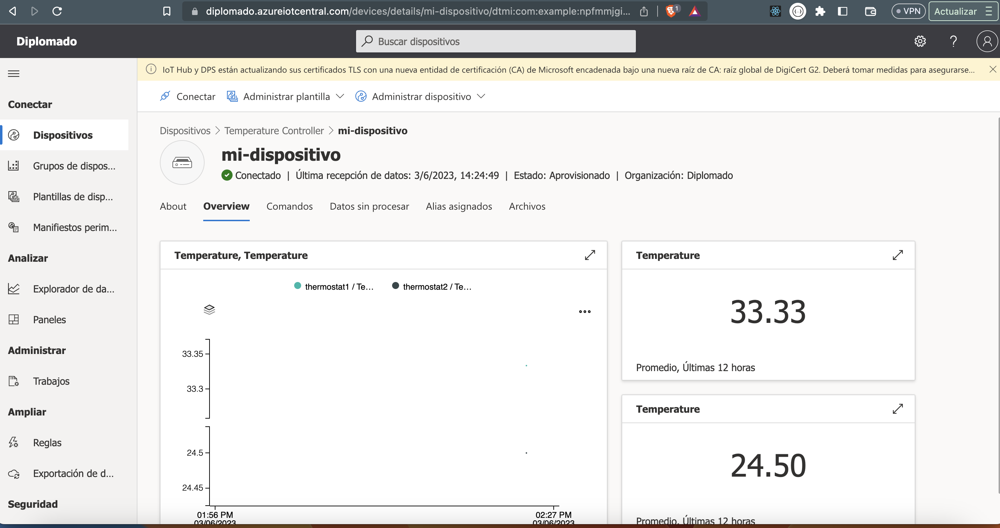 diplomado.azureiotcentral.com/devices/details/mi-dispositivo/dtmi:com:example:npfmmjgi...
1
VPN
Actualizar
Diplomado
Buscar dispositivos
IoT Hub y DPS están actualizando sus certificados TLS con una nueva entidad de certificación (CA) de Microsoft encadenada bajo una nueva raíz de CA: raíz global de DigiCert G2. Deberá tomar medidas para asegurarse...
Conectar
Administrar plantilla
Administrar dispositivo
Conectar
Dispositivos
Grupos de dispos...
Plantillas de disp...
Manifiestos perim...
Analizar
Explorador de da...
Paneles
Administrar
Trabajos
Ampliar
Reglas
Exportación de d...
Seguridad
Dispositivos > Temperature Controller > mi-dispositivo
mi-dispositivo
Conectado | Última recepción de datos: 3/6/2023, 14:24:49 | Estado: Aprovisionado | Organización: Diplomado
About
Overview
Comandos
Datos sin procesar
Alias asignados
Archivos
Temperature, Temperature
thermostat1 / Te...
thermostat2 / Te...
33.35
33.3
24.5
24.45
01:56 PM
03/06/2023
02:27 PM
03/06/2023
Temperature
33.33
Promedio, Últimas 12 horas
Temperature
24.50
Promedio, Últimas 12 horas